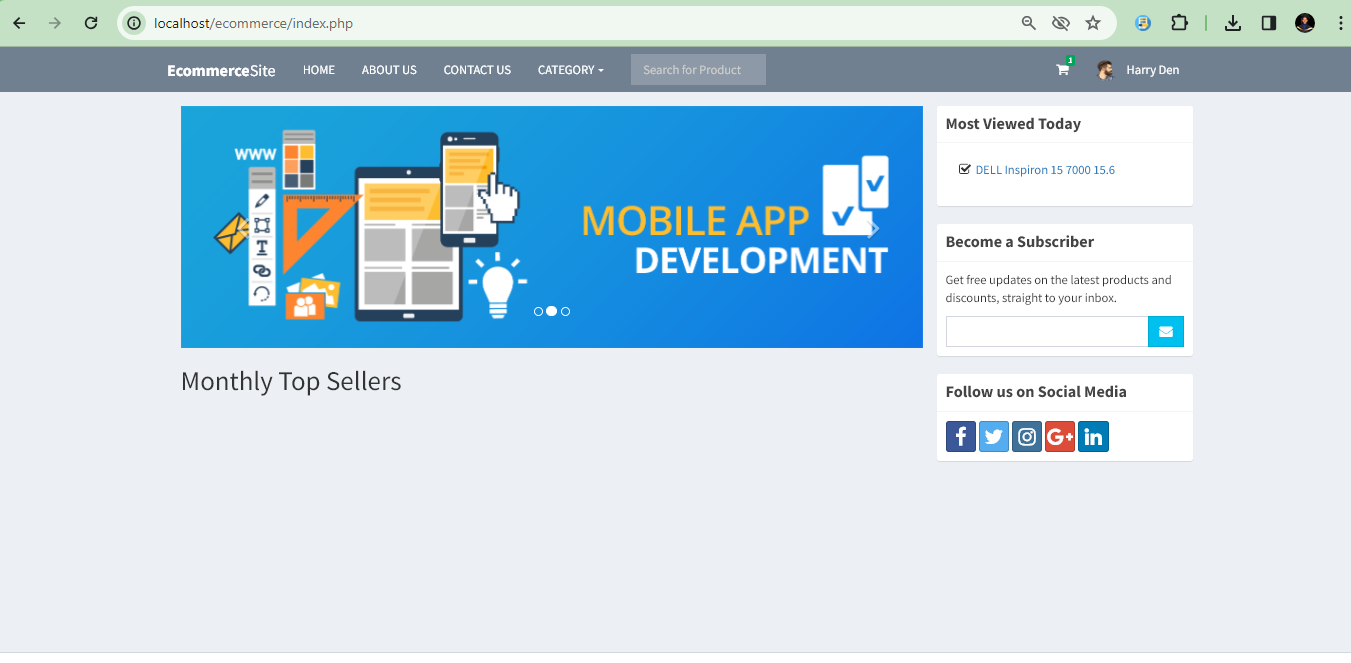 localhost/ecommerce/index.php
EcommerceSite HOME ABOUT US CONTACT US CATEGORY Search for Product 1 Harry Den
WWW
T
MOBILE APP
DEVELOPMENT
Monthly Top Sellers
Most Viewed Today
DELL Inspiron 15 7000 15.6
Become a Subscriber
Get free updates on the latest products and
discounts, straight to your inbox.
Follow us on Social Media
f G+ in